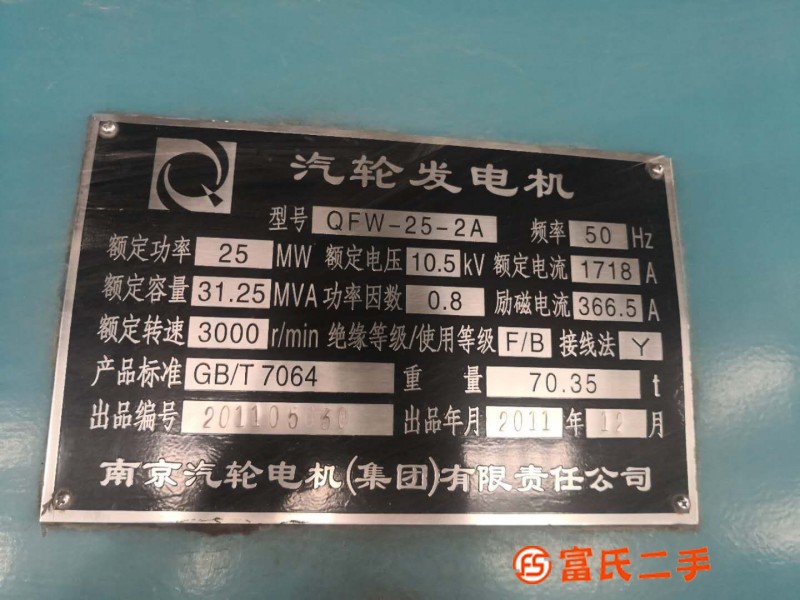 汽轮发电机
型号 QFW-25-2A 频率 50 Hz
额定功率 25 MW 额定电压 10.5 kV 额定电流 1718 A
额定容量 31.25 MVA 功率因数 0.8 励磁电流 366.5 A
额定转速 3000 r/min 绝缘等级/使用等级 F/B 接线法 Y
产品标准 GB/T 7064 重量 70.35 t
出品编号 出品年月 2011 年 12 月
南京汽轮电机(集团)有限责任公司
富氏二手